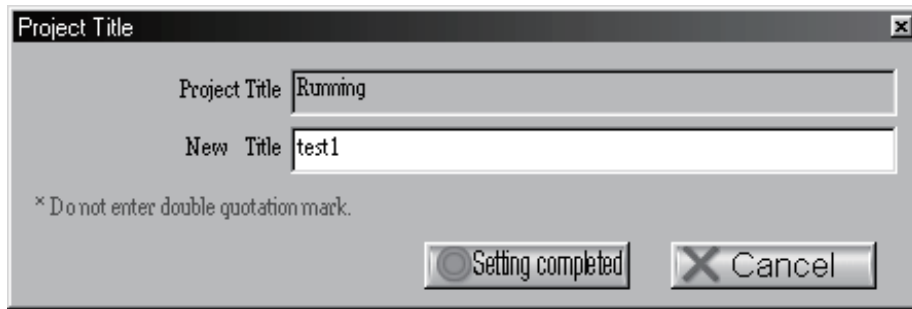 Project Title
Project Title Running
New Title test1
* Do not enter double quotation mark.
Setting completed Cancel